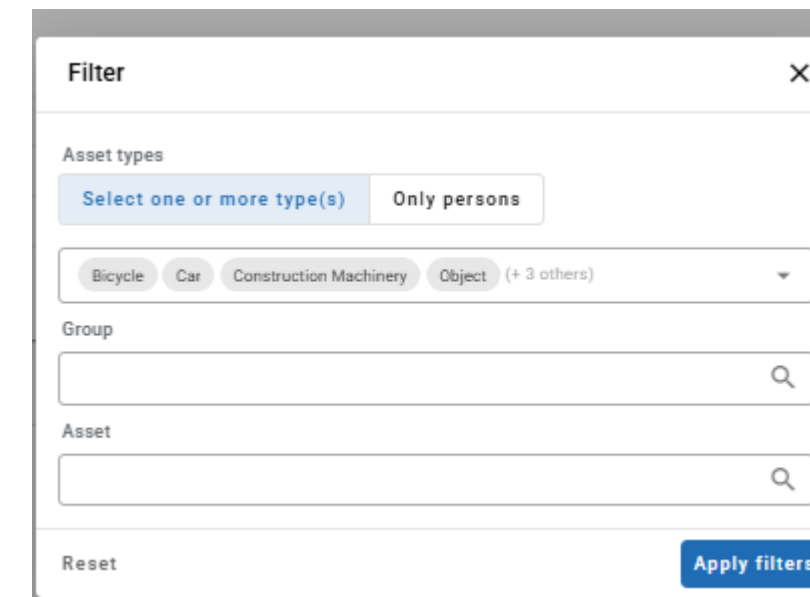 Filter
Asset types
Select one or more type(s) Only persons
Bicycle Car Construction Machinery Object (+ 3 others)
Group
Asset
Reset Apply filters